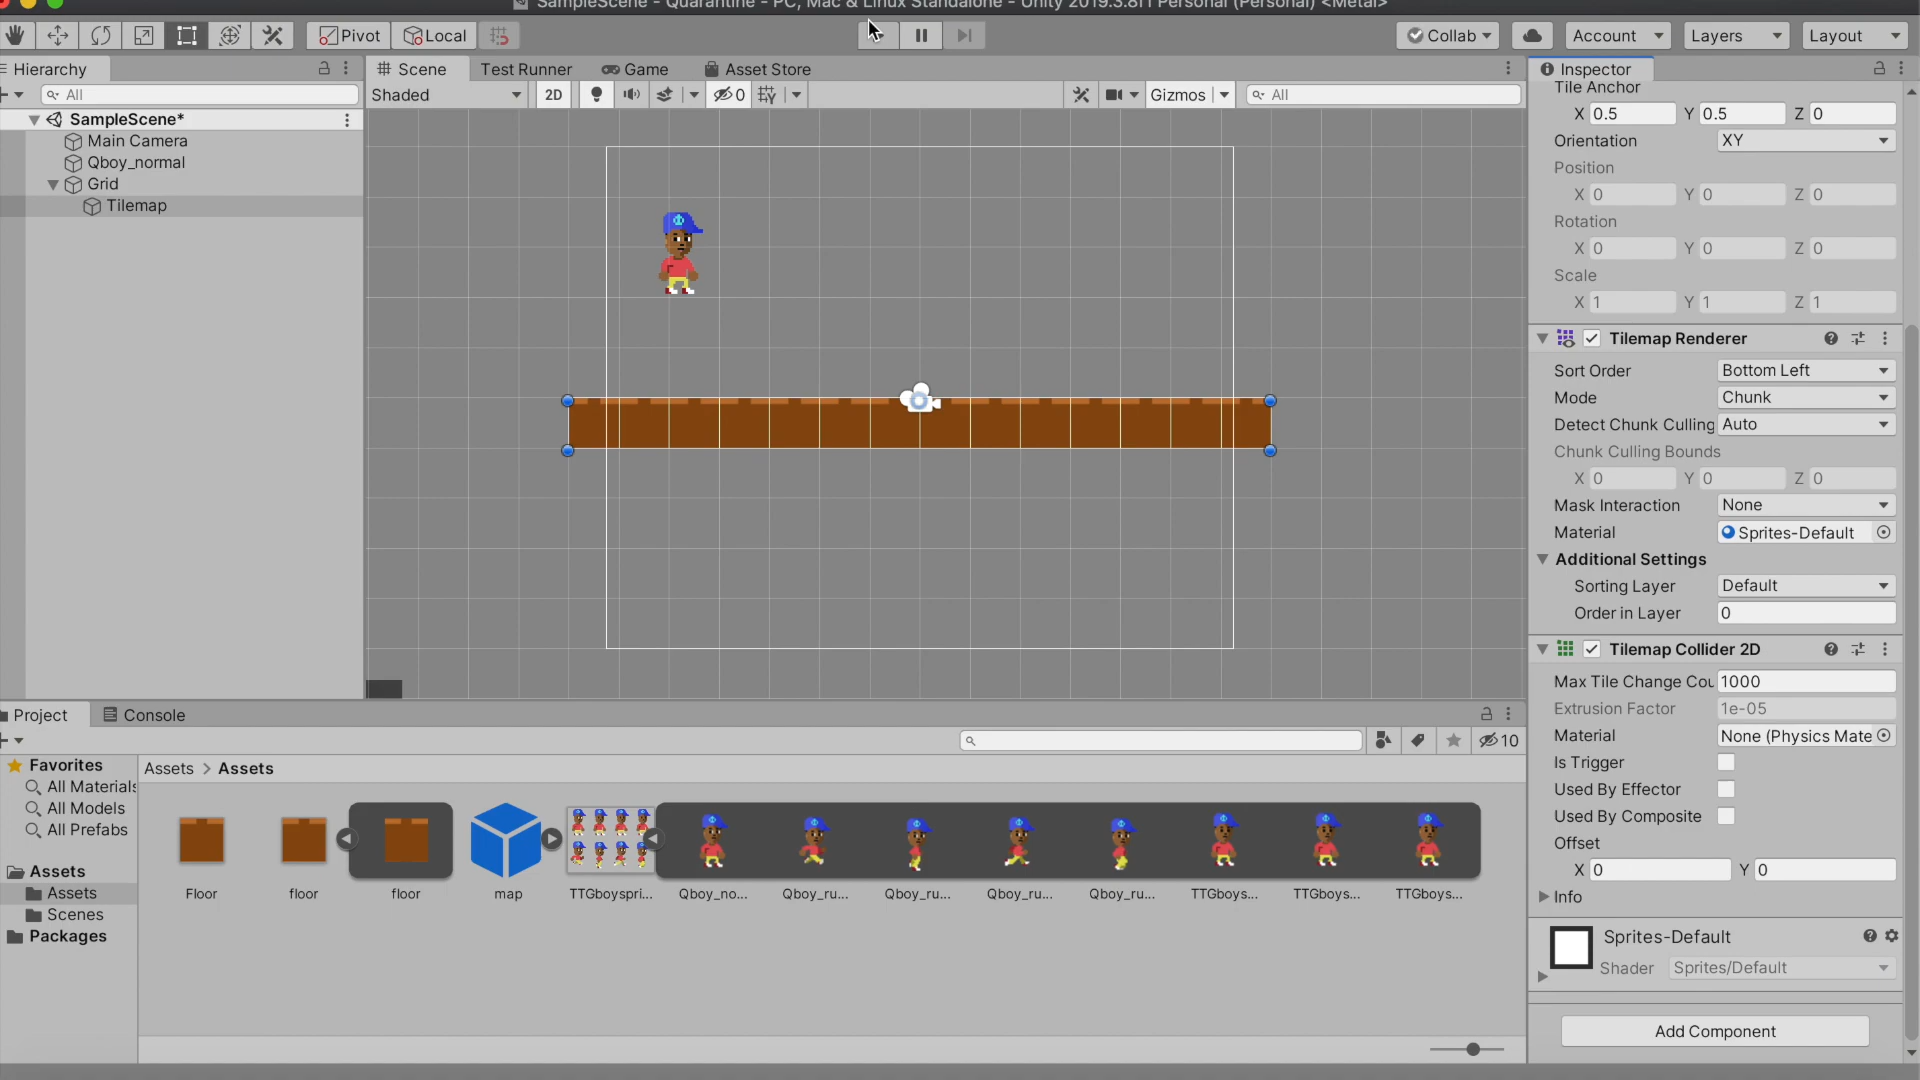 SampleScene - Quarantine - PC, Mac & Linux Standalone - Unity 2019.3.8f1 Personal (Personal) <Metal>
Pivot
Local
Collab
Account
Layers
Layout
Hierarchy
All
SampleScene*
Main Camera
Qboy_normal
Grid
Tilemap
Scene
Test Runner
Game
Asset Store
Shaded
2D
0
Gizmos
All
Inspector
Tile Anchor
X 0.5 Y 0.5 Z 0
Orientation XY
Position
X 0 Y 0 Z 0
Rotation
X 0 Y 0 Z 0
Scale
X 1 Y 1 Z 1
Tilemap Renderer
Sort Order Bottom Left
Mode Chunk
Detect Chunk Culling Auto
Chunk Culling Bounds
X 0 Y 0 Z 0
Mask Interaction None
Material Sprites-Default
Additional Settings
Sorting Layer Default
Order in Layer 0
Tilemap Collider 2D
Max Tile Change Cou 1000
Extrusion Factor 1e-05
Material None (Physics Mate
Is Trigger
Used By Effector
Used By Composite
Offset
X 0 Y 0
Info
Sprites-Default
Shader Sprites/Default
Add Component
Project
Console
10
Favorites
All Materials
All Models
All Prefabs
Assets
Assets
Scenes
Packages
Assets > Assets
Floor
floor
floor
map
TTGboyspri...
Qboy_no...
Qboy_ru...
Qboy_ru...
Qboy_ru...
Qboy_ru...
TTGboys...
TTGboys...
TTGboys...